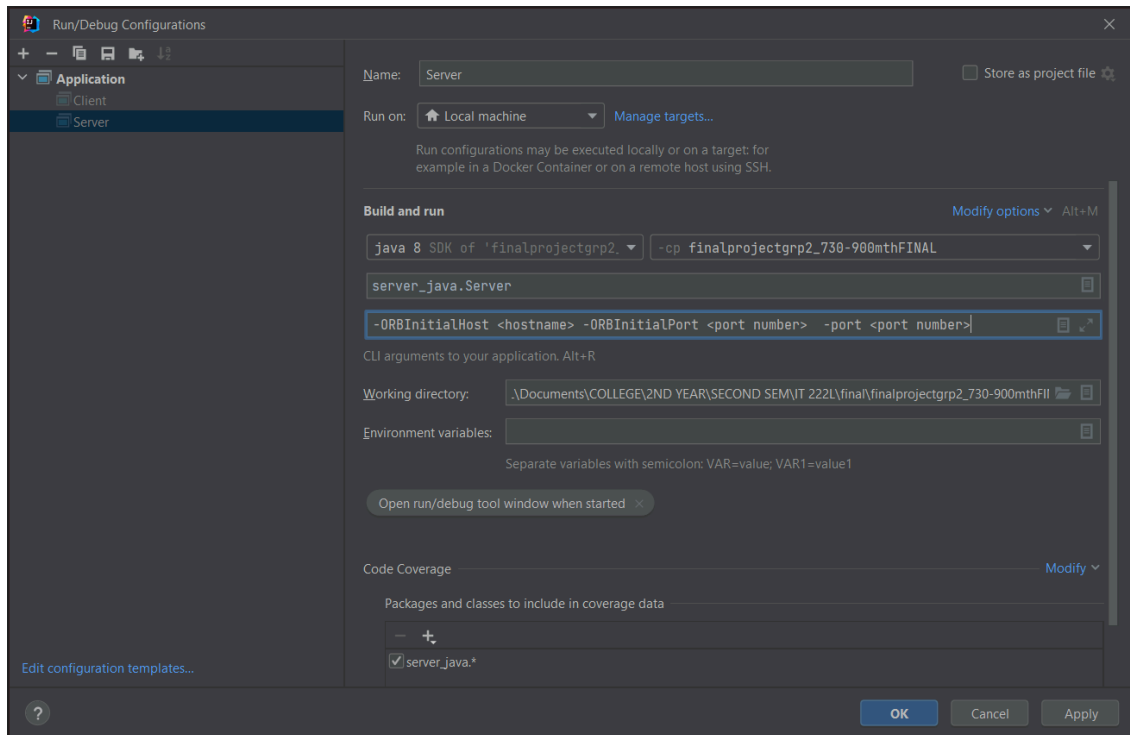 Run/Debug Configurations
Application
Client
Server
Edit configuration templates...
Name: Server
Store as project file
Run on: Local machine Manage targets...
Run configurations may be executed locally or on a target: for
example in a Docker Container or on a remote host using SSH.
Build and run Modify options Alt+M
java 8 SDK of 'finalprojectgrp2_ -cp finalprojectgrp2_730-900mthFINAL
server_java.Server
-ORBInitialHost <hostname> -ORBInitialPort <port number>  -port <port number>
CLI arguments to your application. Alt+R
Working directory: .\Documents\COLLEGE\2ND YEAR\SECOND SEM\IT 222L\final\finalprojectgrp2_730-900mthFII
Environment variables:
Separate variables with semicolon: VAR=value; VAR1=value1
Open run/debug tool window when started
Code Coverage Modify
Packages and classes to include in coverage data
server_java.*
? OK Cancel Apply